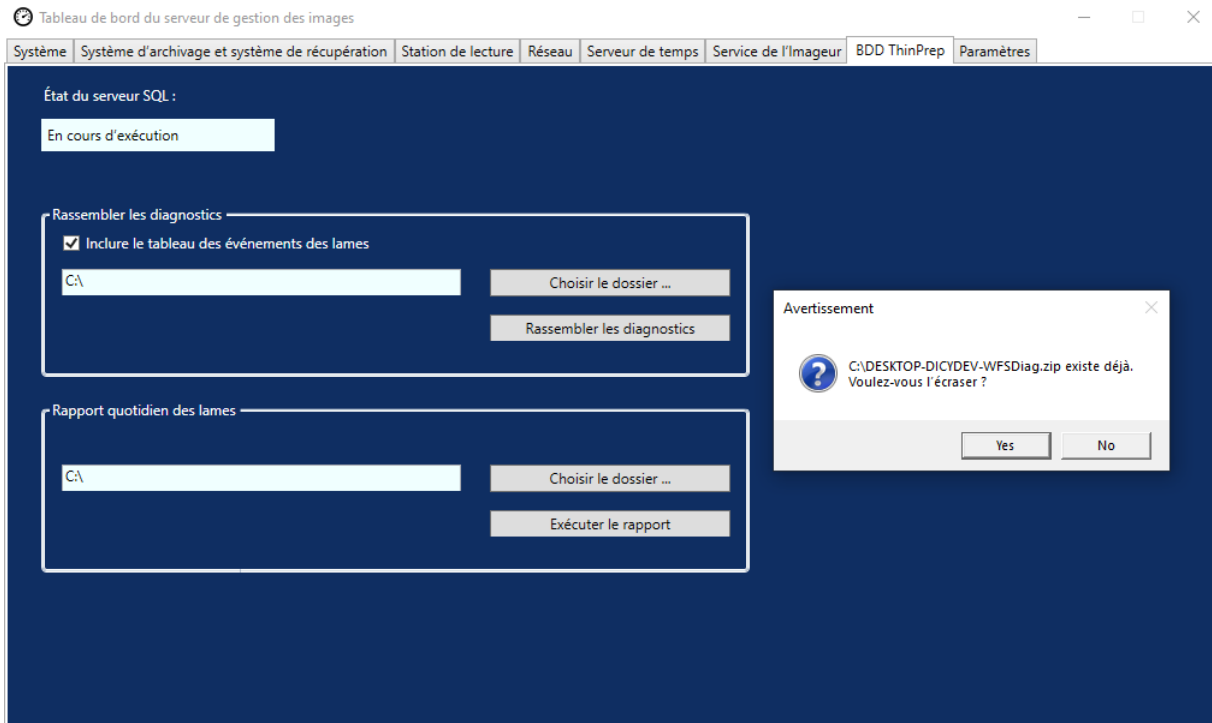 Tableau de bord du serveur de gestion des images
Système Système d'archivage et système de récupération Station de lecture Réseau Serveur de temps Service de l'Imageur BDD ThinPrep Paramètres
État du serveur SQL :
En cours d'exécution
Rassembler les diagnostics
Inclure le tableau des événements des lames
C:\
Choisir le dossier ...
Rassembler les diagnostics
Rapport quotidien des lames
C:\
Choisir le dossier ...
Exécuter le rapport
Avertissement
C:\DESKTOP-DICYDEV-WFSDiag.zip existe déjà.
Voulez-vous l'écraser ?
Yes No